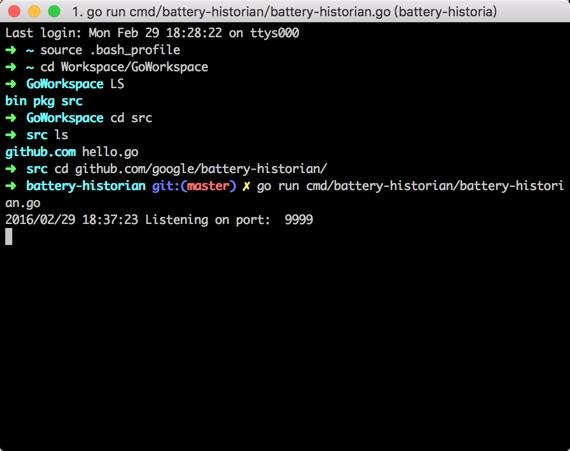 1. go run cmd/battery-historian/battery-historian.go (battery-historia)
Last login: Mon Feb 29 18:28:22 on ttys000
➜ ~ source .bash_profile
➜ ~ cd Workspace/GoWorkspace
➜ GoWorkspace LS
bin pkg src
➜ GoWorkspace cd src
➜ src ls
github.com hello.go
➜ src cd github.com/google/battery-historian/
➜ battery-historian git:(master) ✗ go run cmd/battery-historian/battery-histori
an.go
2016/02/29 18:37:23 Listening on port:  9999